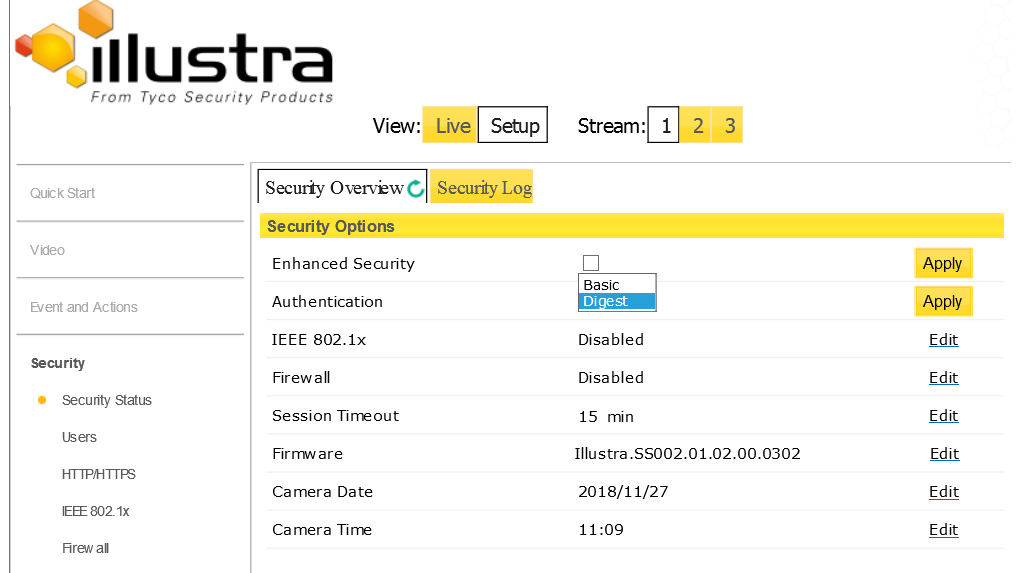 illustra
From Tyco Security Products
View: Live Setup Stream: 1 2 3
Quick Start
Video
Event and Actions
Security
Security Status
Users
HTTP/HTTPS
IEEE 802.1x
Firewall
Security Overview Security Log
Security Options
Enhanced Security Apply
Basic
Digest
Authentication Apply
IEEE 802.1x Disabled Edit
Firewall Disabled Edit
Session Timeout 15 min Edit
Firmware Illustra.SS002.01.02.00.0302 Edit
Camera Date 2018/11/27 Edit
Camera Time 11:09 Edit